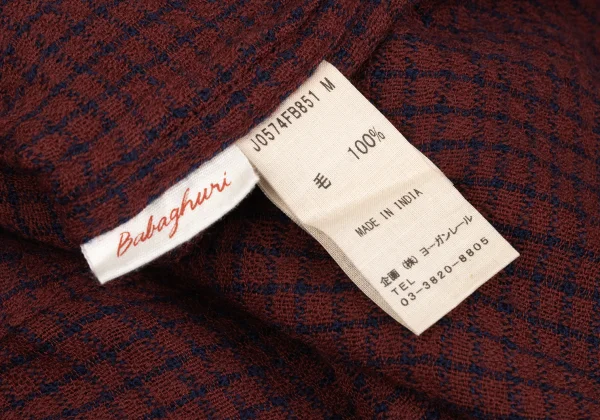 Babaghuri
J0574FB851 M
毛 100%
MADE IN INDIA
企画 (株) ヨーガンレール
TEL
03-3820-8805